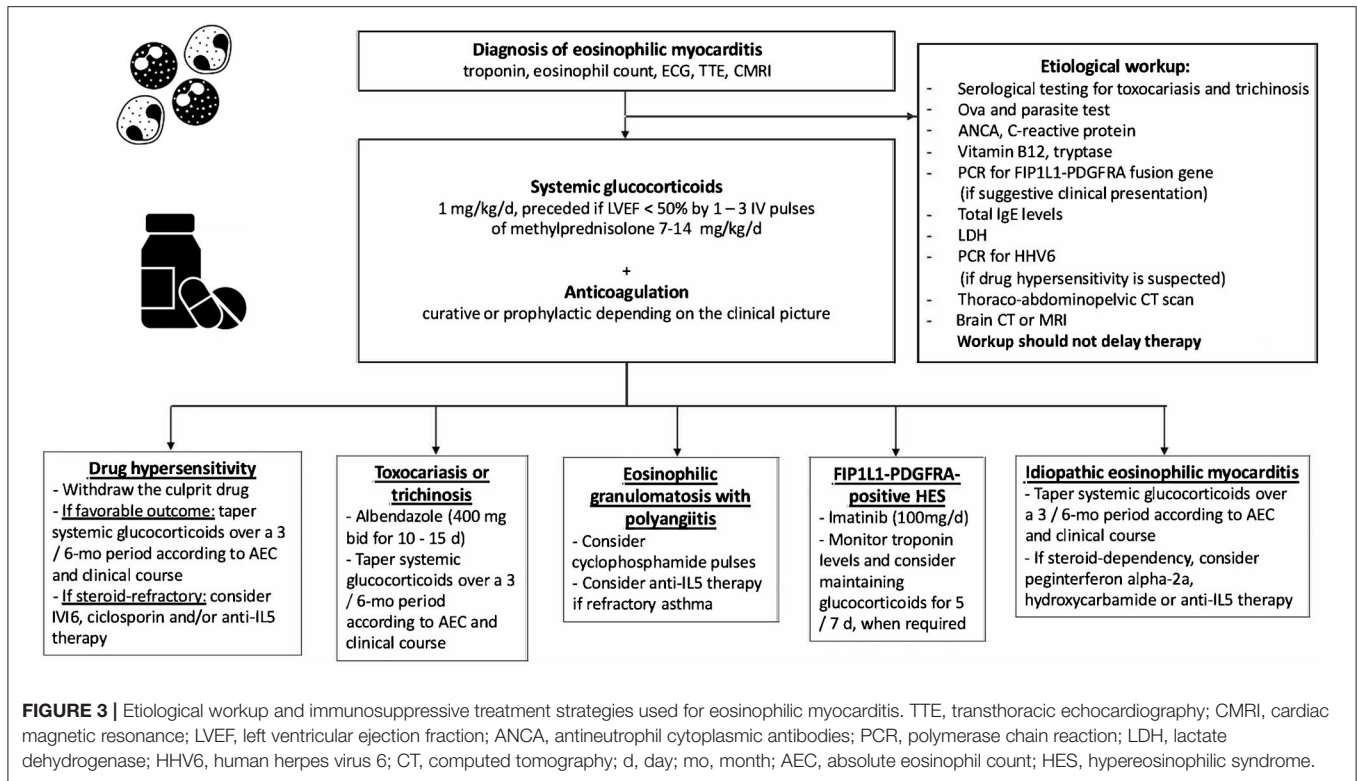 Diagnosis of eosinophilic myocarditis
troponin, eosinophil count, ECG, TTE, CMRI
Etiological workup:
- Serological testing for toxocariasis and trichinosis
- Ova and parasite test
- ANCA, C-reactive protein
- Vitamin B12, tryptase
- PCR for FIP1L1-PDGFRA fusion gene
(if suggestive clinical presentation)
- Total IgE levels
- LDH
- PCR for HHV6
(if drug hypersensitivity is suspected)
- Thoraco-abdominopelvic CT scan
- Brain CT or MRI
Workup should not delay therapy
Systemic glucocorticoids
1 mg/kg/d, preceded if LVEF < 50% by 1 – 3 IV pulses
of methylprednisolone 7-14 mg/kg/d
+
Anticoagulation
curative or prophylactic depending on the clinical picture
Drug hypersensitivity
- Withdraw the culprit drug
- If favorable outcome: taper
systemic glucocorticoids over a 3
/ 6-mo period according to AEC
and clinical course
- If steroid-refractory: consider
IVI6, ciclosporin and/or anti-IL5
therapy
Toxocariasis or
trichinosis
- Albendazole (400 mg
bid for 10 - 15 d)
- Taper systemic
glucocorticoids over a 3
/ 6-mo period
according to AEC and
clinical course
Eosinophilic
granulomatosis with
polyangiitis
- Consider
cyclophosphamide pulses
- Consider anti-IL5 therapy
if refractory asthma
FIP1L1-PDGFRA-
positive HES
- Imatinib (100mg/d)
- Monitor troponin
levels and consider
maintaining
glucocorticoids for 5
/ 7 d, when required
Idiopathic eosinophilic myocarditis
- Taper systemic glucocorticoids over
a 3 / 6-mo period according to AEC
and clinical course
- If steroid-dependency, consider
peginterferon alpha-2a,
hydroxycarbamide or anti-IL5 therapy
FIGURE 3 | Etiological workup and immunosuppressive treatment strategies used for eosinophilic myocarditis. TTE, transthoracic echocardiography; CMRI, cardiac
magnetic resonance; LVEF, left ventricular ejection fraction; ANCA, antineutrophil cytoplasmic antibodies; PCR, polymerase chain reaction; LDH, lactate
dehydrogenase; HHV6, human herpes virus 6; CT, computed tomography; d, day; mo, month; AEC, absolute eosinophil count; HES, hypereosinophilic syndrome.